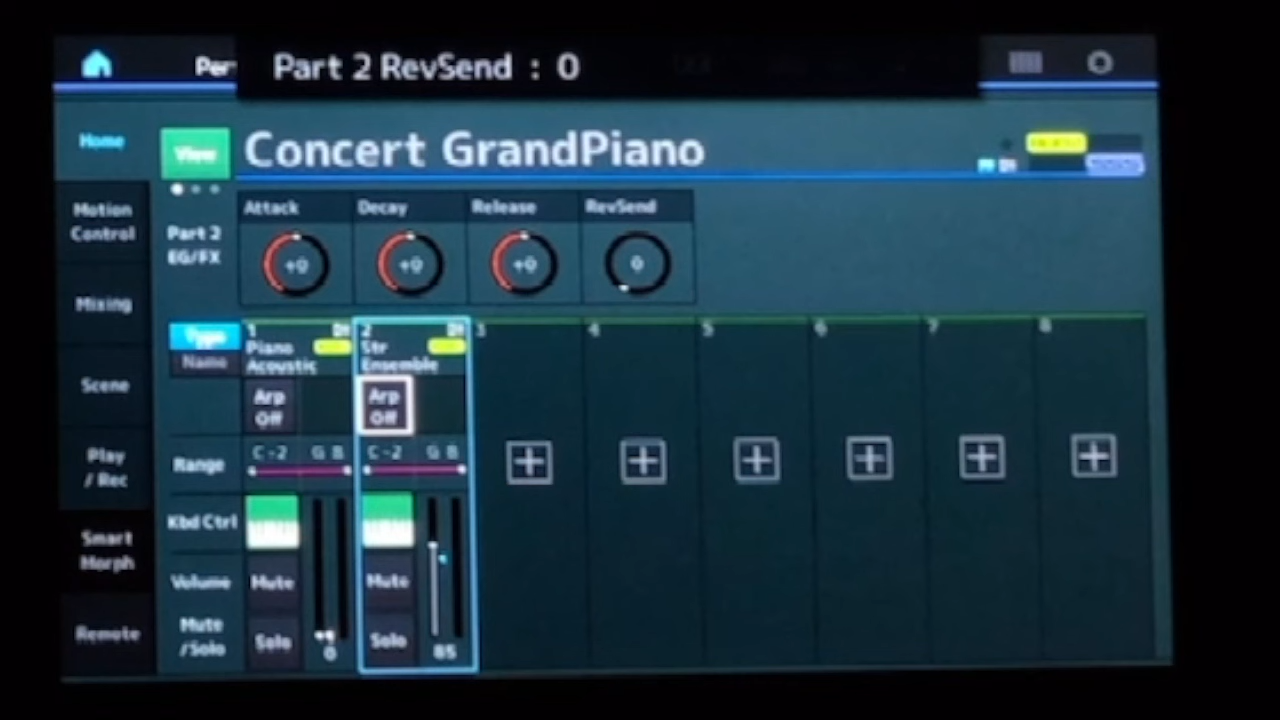 Per
Part 2 RevSend : 0
Home
View
Concert GrandPiano
Motion
Control
Part 2
EG/FX
Attack
Decay
Release
RevSend
+0
+0
+0
0
Mixing
Type
Name
1
Piano
Acoustic
2
Str
Ensemble
3
4
5
6
7
8
Scene
Arp
Off
Arp
Off
Range
C -2
G 8
C -2
G 8
Play
/ Rec
Kbd Ctrl
Smart
Morph
Volume
Mute
Mute
Remote
Mute
/Solo
Solo
0
Solo
85